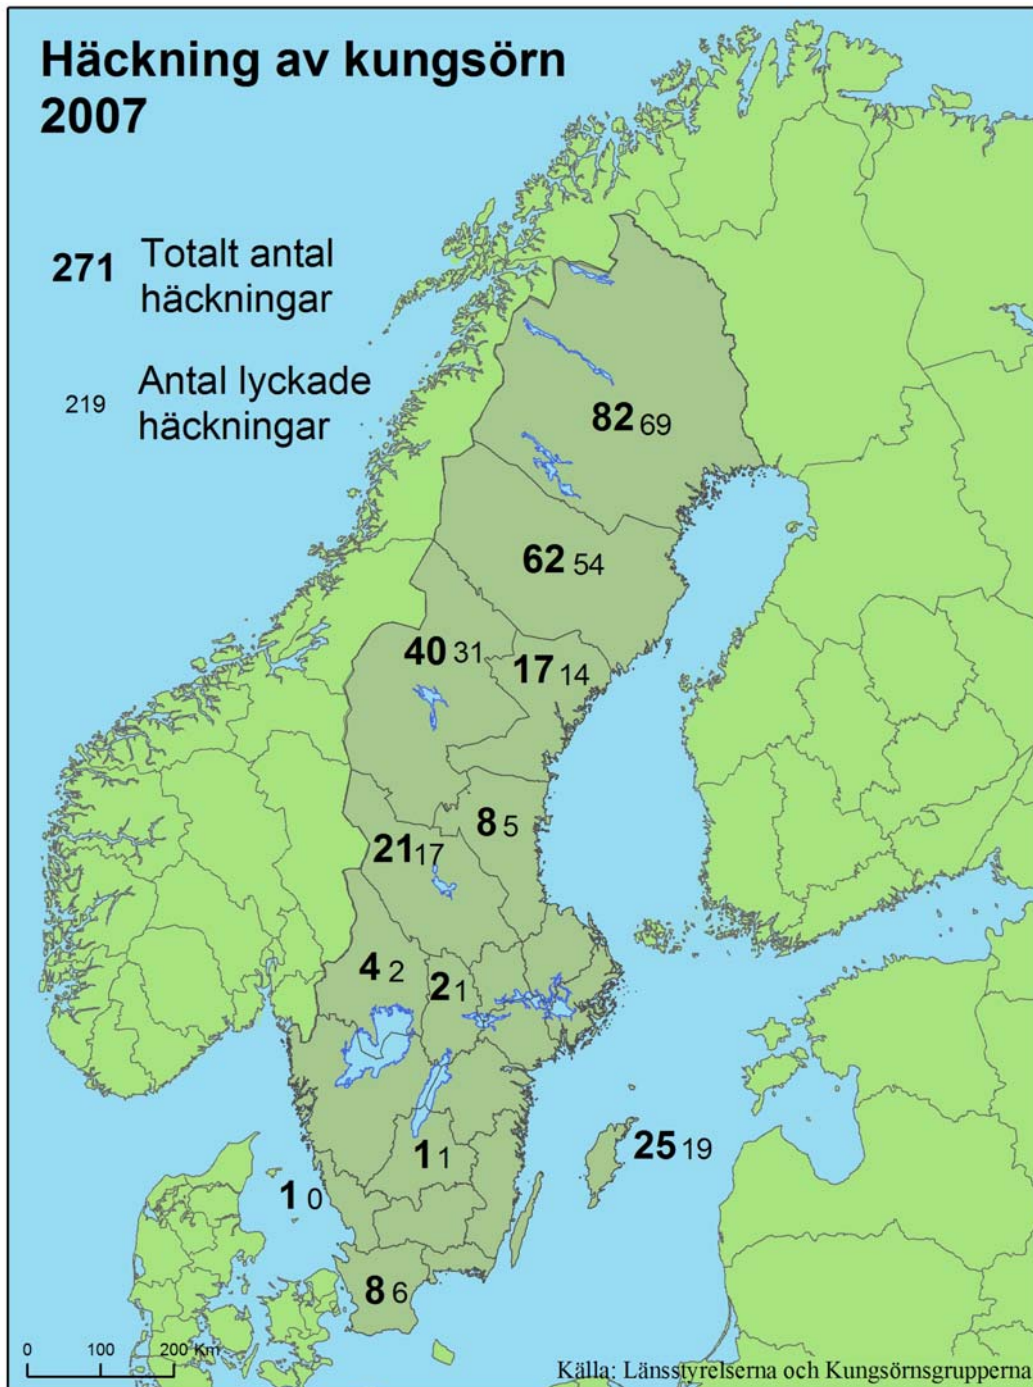 Häckning av kungsörn
2007
271 Totalt antal
häckningar
219 Antal lyckade
häckningar
82 69
62 54
40 31
17 14
8 5
21 17
4 2
2 1
25 19
1 1
1 0
8 6
0 100 200 Km
Källa: Länsstyrelserna och Kungsörnsgrupperna